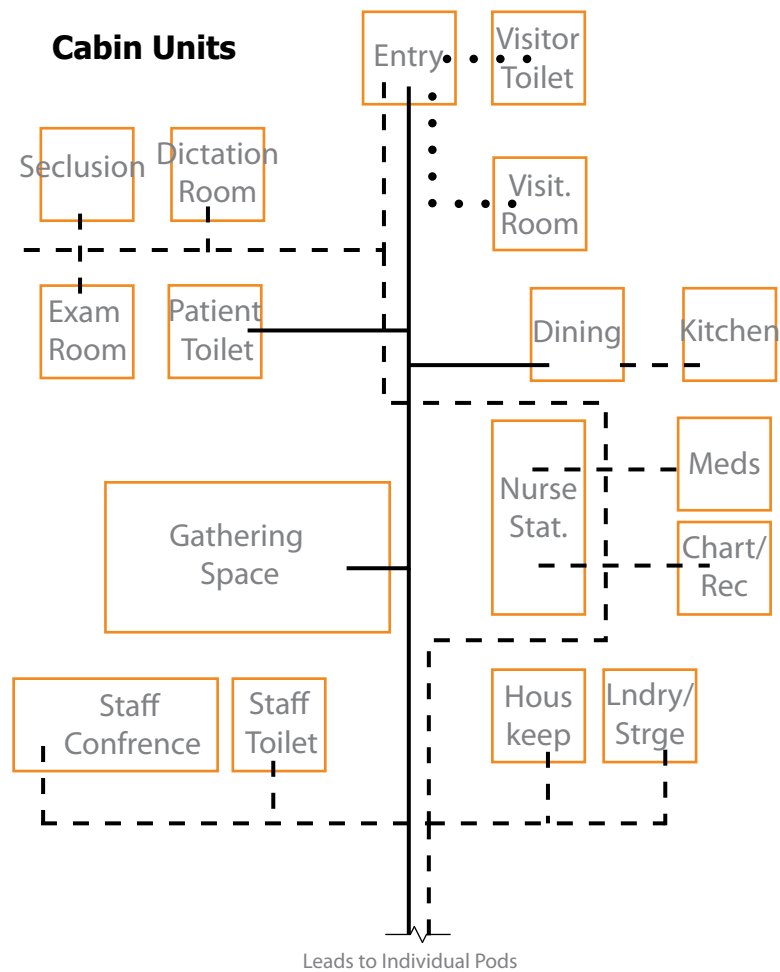 Cabin Units
Entry
Visitor
Toilet
Seclusion
Dictation
Room
Visit.
Room
Exam
Room
Patient
Toilet
Dining
Kitchen
Nurse
Stat.
Meds
Chart/
Rec
Gathering
Space
Staff
Confrence
Staff
Toilet
Hous
keep
Lndry/
Strge
Leads to Individual Pods